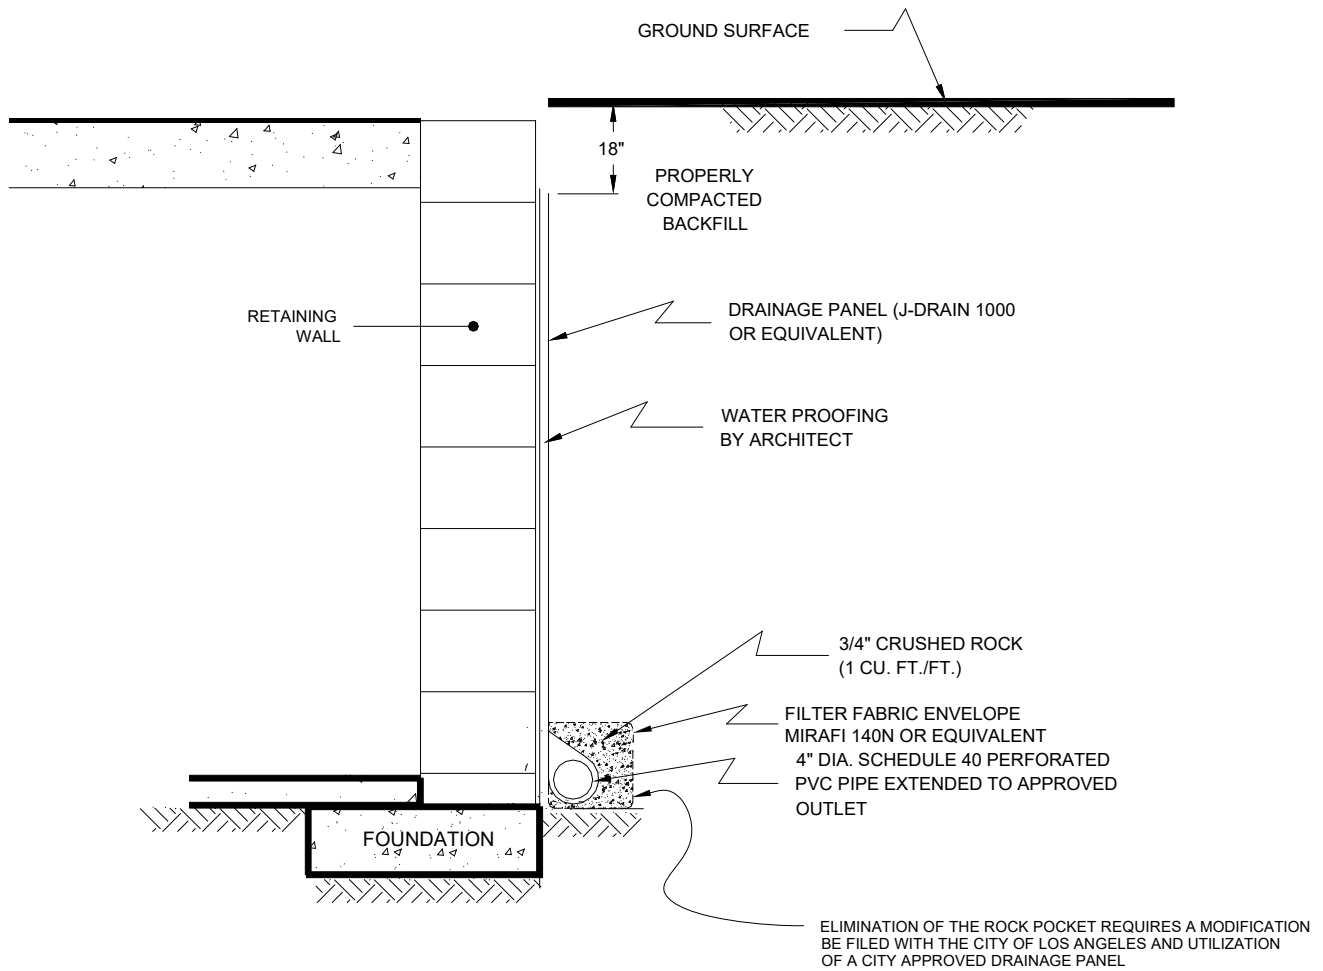 GROUND SURFACE
18"
PROPERLY
COMPACTED
BACKFILL
RETAINING
WALL
DRAINAGE PANEL (J-DRAIN 1000
OR EQUIVALENT)
WATER PROOFING
BY ARCHITECT
3/4" CRUSHED ROCK
(1 CU. FT./FT.)
FILTER FABRIC ENVELOPE
MIRAFI 140N OR EQUIVALENT
4" DIA. SCHEDULE 40 PERFORATED
PVC PIPE EXTENDED TO APPROVED
OUTLET
FOUNDATION
ELIMINATION OF THE ROCK POCKET REQUIRES A MODIFICATION
BE FILED WITH THE CITY OF LOS ANGELES AND UTILIZATION
OF A CITY APPROVED DRAINAGE PANEL